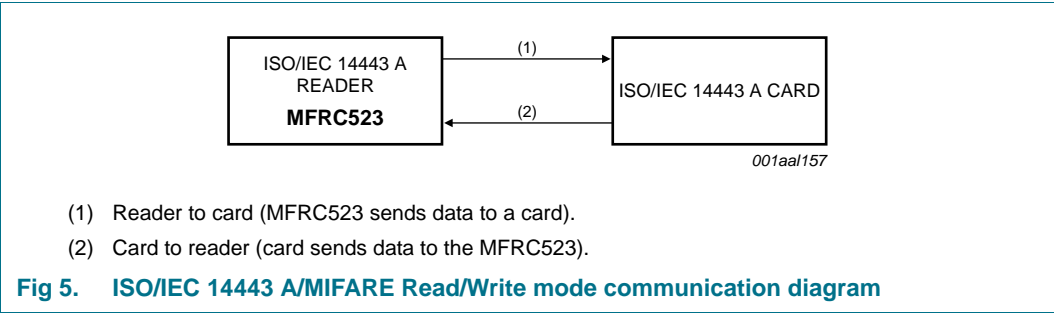 ISO/IEC 14443 A
READER
MFRC523
(1)
(2)
ISO/IEC 14443 A CARD
001aal157
(1) Reader to card (MFRC523 sends data to a card).
(2) Card to reader (card sends data to the MFRC523).
Fig 5. ISO/IEC 14443 A/MIFARE Read/Write mode communication diagram